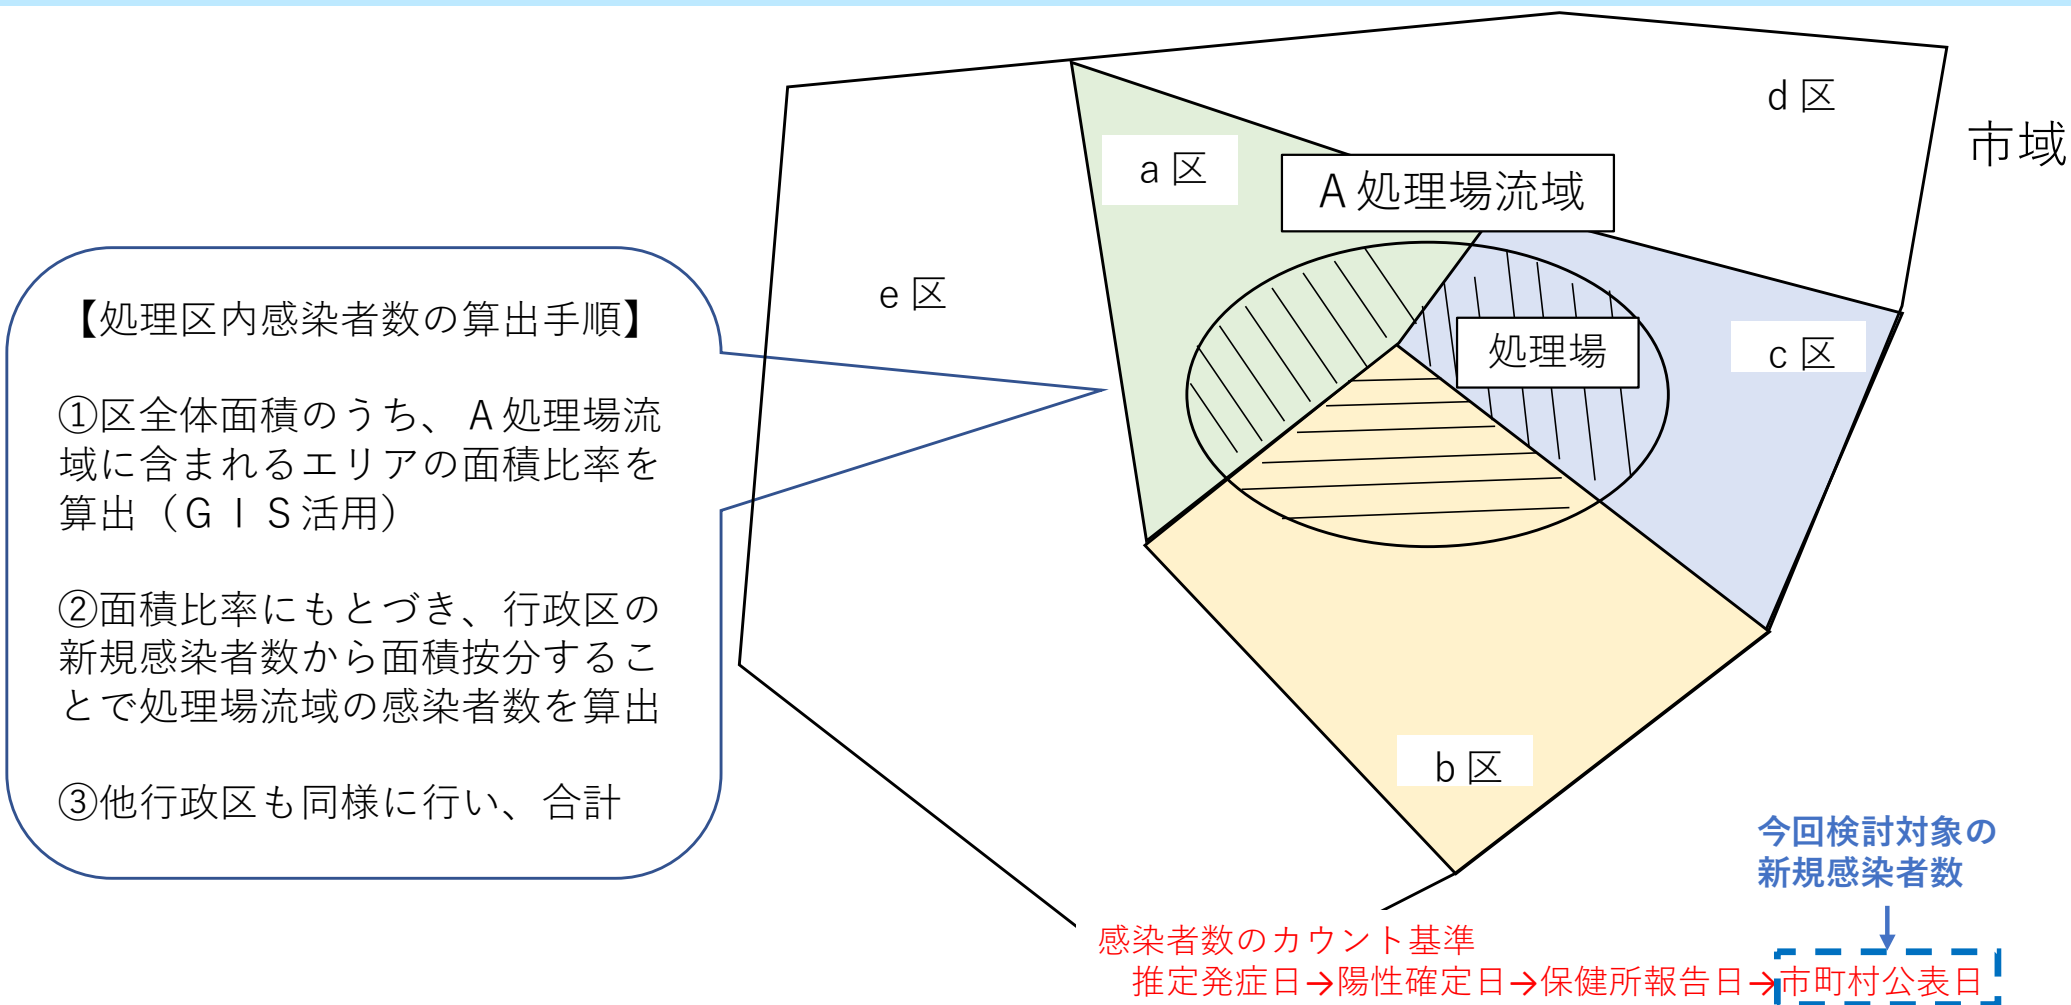 d 区
市域
a 区
A 処理場流域
e 区
処理場
c 区
【処理区内感染者数の算出手順】
①区全体面積のうち、A処理場流
域に含まれるエリアの面積比率を
算出（GIS活用）
②面積比率にもとづき、行政区の
新規感染者数から面積按分するこ
とで処理場流域の感染者数を算出
③他行政区も同様に行い、合計
b 区
今回検討対象の
新規感染者数
感染者数のカウント基準
推定発症日→陽性確定日→保健所報告日→市町村公表日